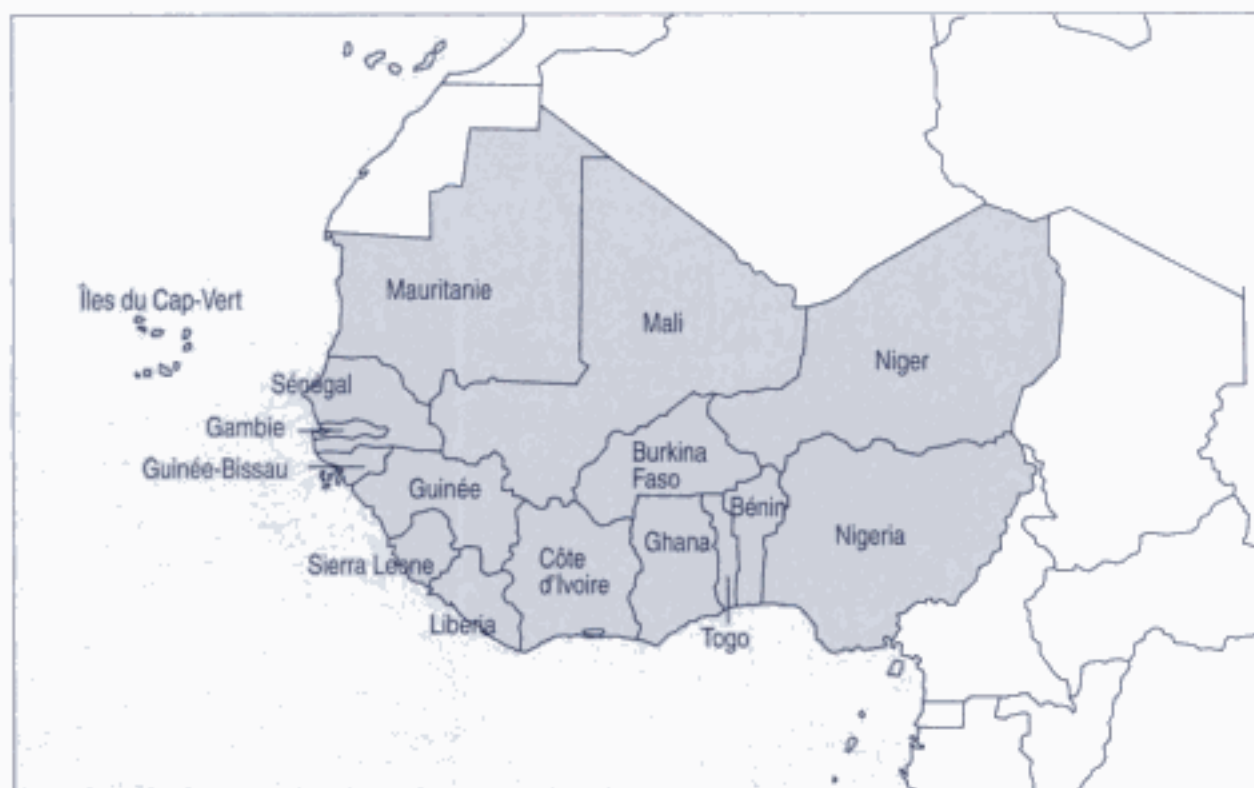 Mauritanie
Îles du Cap-Vert
Mali
Niger
Sénégal
Gambie
Burkina
Faso
Guinée-Bissau
Guinée
Bénin
Nigeria
Ghana
Côte
d'Ivoire
Sierra Leone
Liberia
Togo